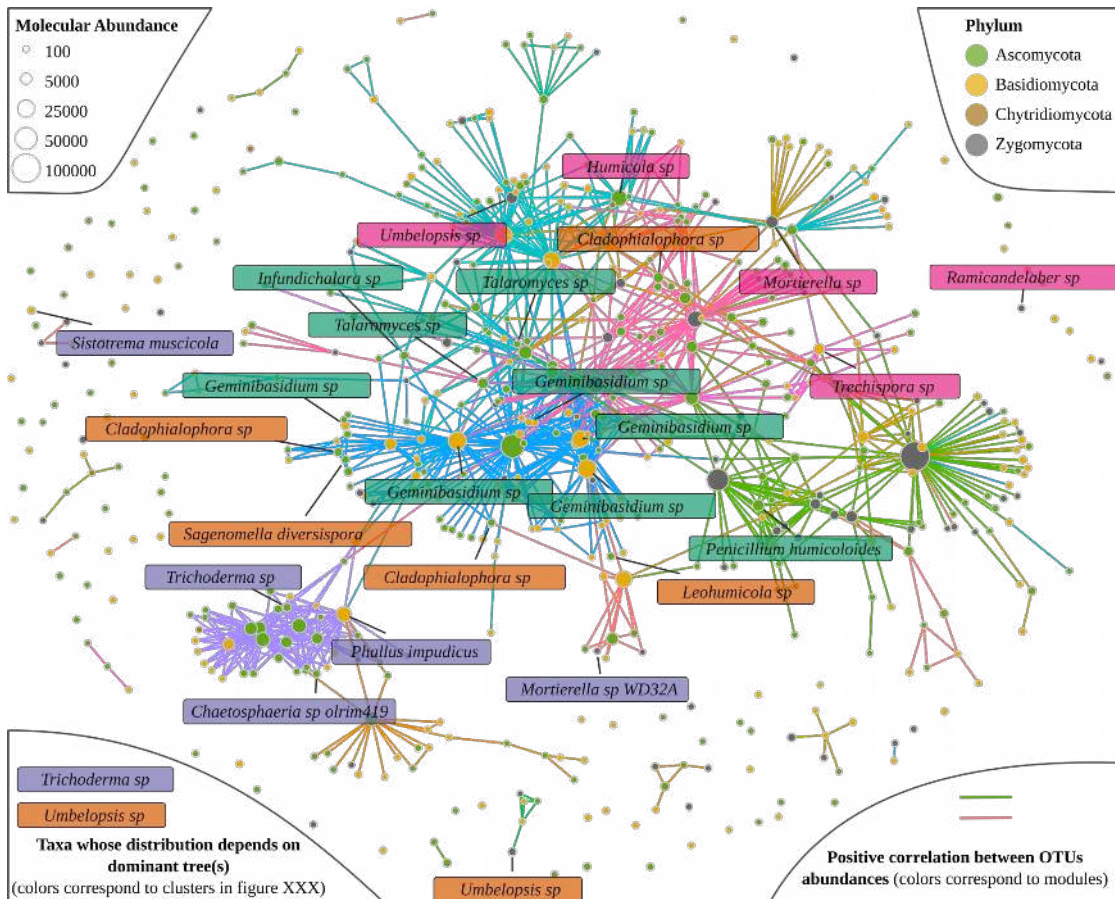 Molecular Abundance
100
5000
25000
50000
100000
Phylum
Ascomycota
Basidiomycota
Chytridiomycota
Zygomycota
Humicola sp
Umbelopsis sp
Cladophialophora sp
Infundichalara sp
Talaromyces sp
Mortierella sp
Ramicandelaber sp
Talaromyces sp
Sistotrema muscicola
Geminibasidium sp
Geminibasidium sp
Trechispora sp
Cladophialophora sp
Geminibasidium sp
Geminibasidium sp
Geminibasidium sp
Sagenomella diversispora
Penicillium humicoloides
Trichoderma sp
Cladophialophora sp
Leohumicola sp
Phallus impudicus
Mortierella sp WD32A
Chaetosphaeria sp olrim419
Trichoderma sp
Umbelopsis sp
Taxa whose distribution depends on
dominant tree(s)
(colors correspond to clusters in figure XXX)
Umbelopsis sp
Positive correlation between OTUs
abundances (colors correspond to modules)